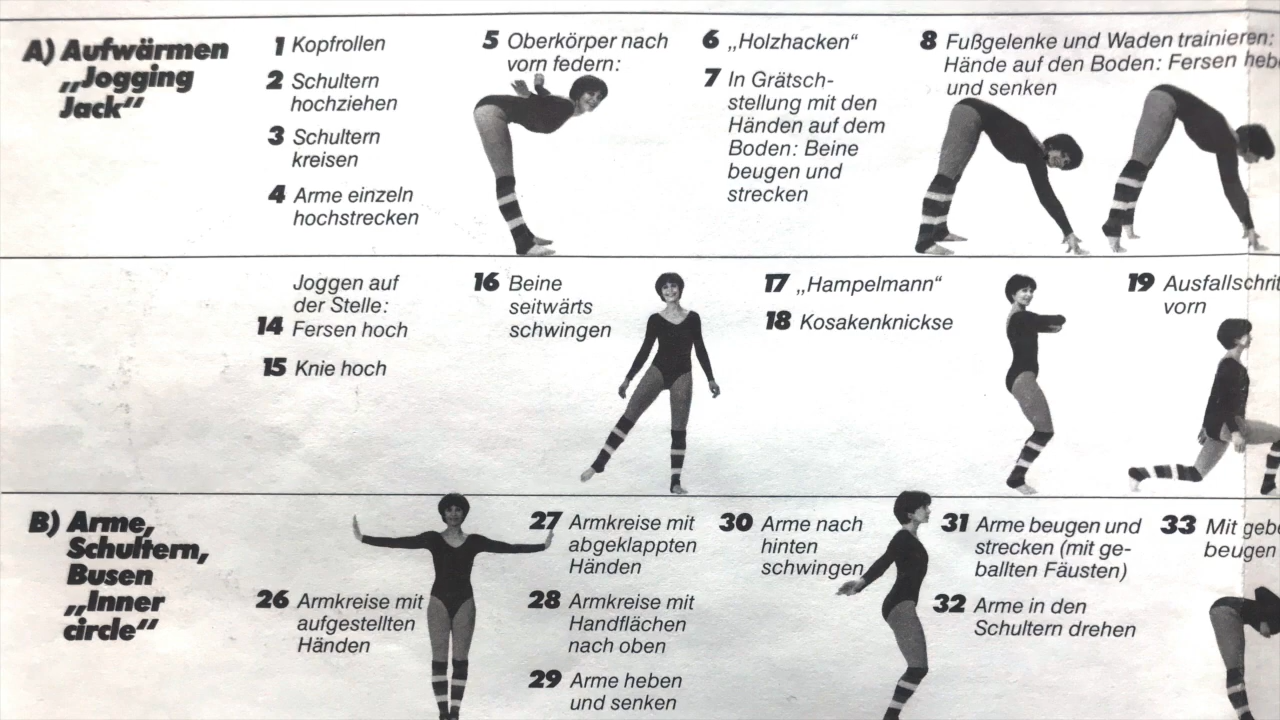 A) Aufwärmen
„Jogging
Jack“
1 Kopfrollen
2 Schultern
hochziehen
3 Schultern
kreisen
4 Arme einzeln
hochstrecken
5 Oberkörper nach
vorn federn:
6 „Holzhacken“
7 In Grätsch-
stellung mit den
Händen auf dem
Boden: Beine
beugen und
strecken
8 Fußgelenke und Waden trainieren:
Hände auf den Boden: Fersen heb
und senken
Joggen auf
der Stelle:
14 Fersen hoch
15 Knie hoch
16 Beine
seitwärts
schwingen
17 „Hampelmann“
18 Kosakenknickse
19 Ausfallschrit
vorn
B) Arme,
Schultern,
Busen
„Inner
circle“
26 Armkreise mit
aufgestellten
Händen
27 Armkreise mit
abgeklappten
Händen
28 Armkreise mit
Handflächen
nach oben
29 Arme heben
und senken
30 Arme nach
hinten
schwingen
31 Arme beugen und
strecken (mit ge-
ballten Fäusten)
32 Arme in den
Schultern drehen
33 Mit geb
beugen